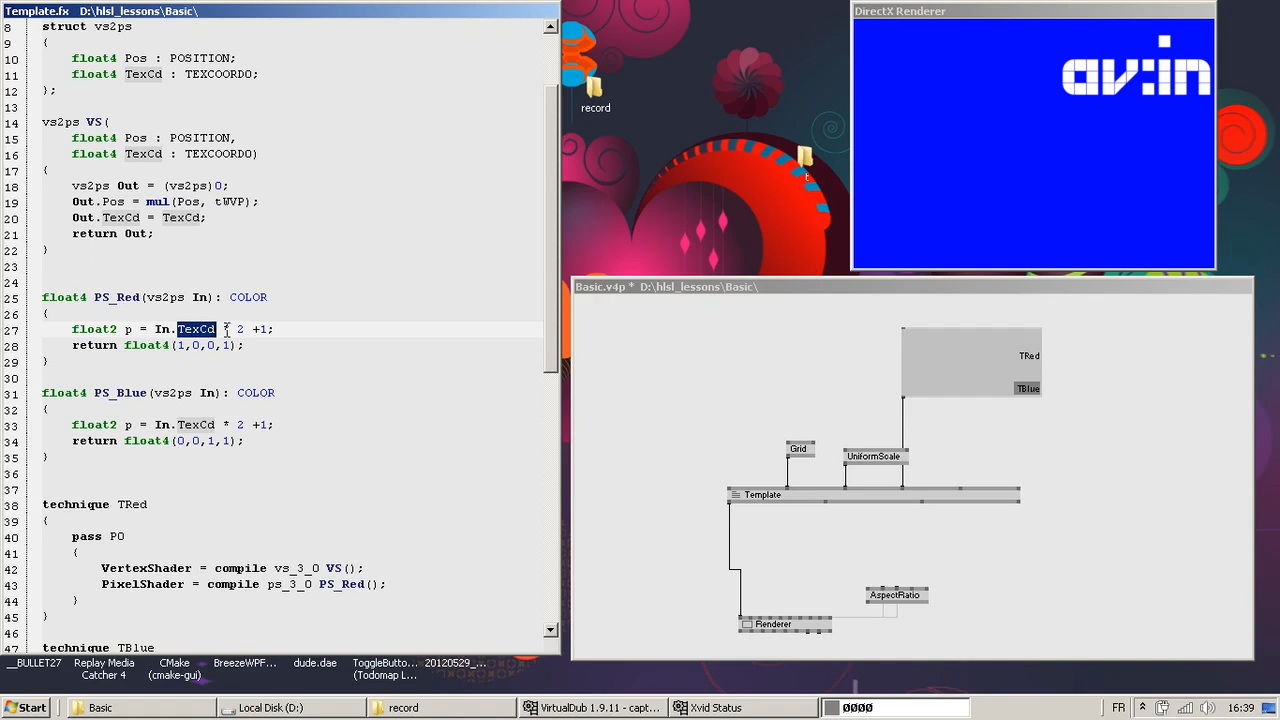 Template.fx D:\hlsl_lessons\Basic\
8 struct vs2ps
9 {
10 float4 Pos : POSITION;
11 float4 TexCd : TEXCOORD0;
12 };
13
14 vs2ps VS(
15 float4 Pos : POSITION,
16 float4 TexCd : TEXCOORD0)
17 {
18 vs2ps Out = (vs2ps)0;
19 Out.Pos = mul(Pos, tWVP);
20 Out.TexCd = TexCd;
21 return Out;
22 }
23
24
25 float4 PS_Red(vs2ps In): COLOR
26 {
27 float2 p = In.TexCd * 2 +1;
28 return float4(1,0,0,1);
29 }
30
31 float4 PS_Blue(vs2ps In): COLOR
32 {
33 float2 p = In.TexCd * 2 +1;
34 return float4(0,0,1,1);
35 }
36
37
38 technique TRed
39 {
40 pass P0
41 {
42 VertexShader = compile vs_3_0 VS();
43 PixelShader = compile ps_3_0 PS_Red();
44 }
45 }
46
47 technique TBlue
record
t
DirectX Renderer
av:in
Basic.v4p * D:\hlsl_lessons\Basic\
TRed
TBlue
Grid
UniformScale
Template
AspectRatio
Renderer
__BULLET27
Replay Media
Catcher 4
CMake
(cmake-gui)
BreezeWPF...
dude.dae
ToggleButto...
(Todomap L...
20120529_...
Start
Basic
Local Disk (D:)
record
VirtualDub 1.9.11 - capt...
Xvid Status
0000
FR
16:39